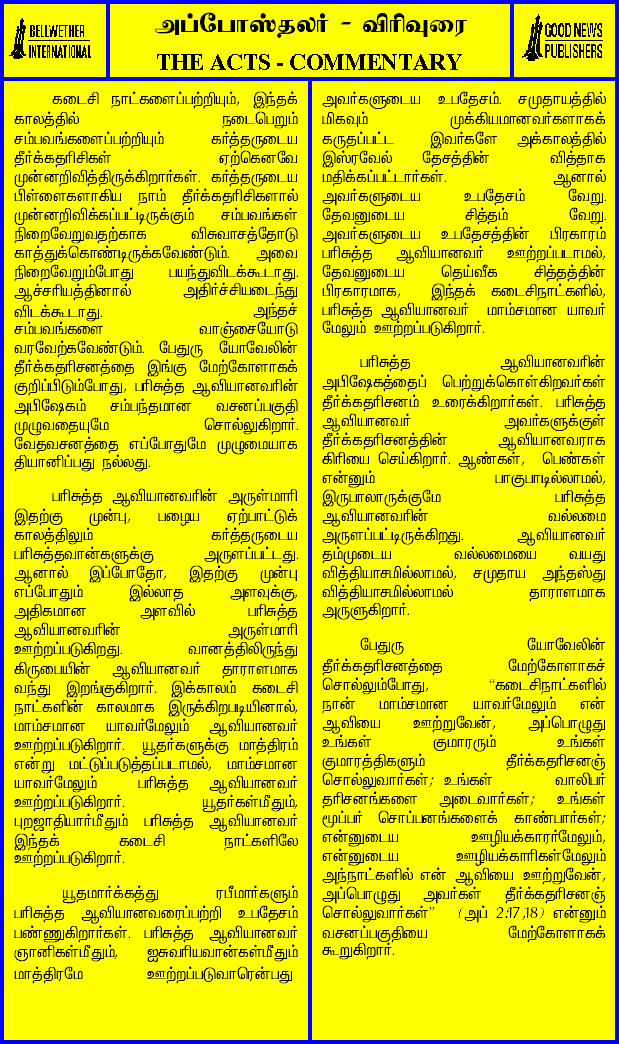 BELLWETHER
INTERNATIONAL
அப்போஸ்தலர் - விரிவுரை
THE ACTS - COMMENTARY
GOOD NEWS
PUBLISHERS
கடைசி நாட்களைப்பற்றியும், இந்தக்
காலத்தில் நடைபெறும்
சம்பவங்களைப்பற்றியும் கர்த்தருடைய
தீர்க்கதரிசிகள் ஏற்கெனவே
முன்னறிவித்திருக்கிறார்கள். கர்த்தருடைய
பிள்ளைகளாகிய நாம் தீர்க்கதரிசிகளால்
முன்னறிவிக்கப்பட்டிருக்கும் சம்பவங்கள்
நிறைவேறுவதற்காக விசுவாசத்தோடு
காத்துக்கொண்டிருக்கவேண்டும். அவை
நிறைவேறும்போது பயந்துவிடக்கூடாது.
ஆச்சரியத்தினால் அதிர்ச்சியடைந்து
விடக்கூடாது. அந்தச்
சம்பவங்களை வாஞ்சையோடு
வரவேற்கவேண்டும். பேதுரு யோவேலின்
தீர்க்கதரிசனத்தை இங்கு மேற்கோளாகக்
குறிப்பிடும்போது, பரிசுத்த ஆவியானவரின்
அபிஷேகம் சம்பந்தமான வசனப்பகுதி
முழுவதையுமே சொல்லுகிறார்.
வேதவசனத்தை எப்போதுமே முழுமையாக
தியானிப்பது நல்லது.
பரிசுத்த ஆவியானவரின் அருள்மாரி
இதற்கு முன்பு, பழைய ஏற்பாட்டுக்
காலத்திலும் கர்த்தருடைய
பரிசுத்தவான்களுக்கு அருளப்பட்டது.
ஆனால் இப்போதோ, இதற்கு முன்பு
எப்போதும் இல்லாத அளவுக்கு,
அதிகமான அளவில் பரிசுத்த
ஆவியானவரின் அருள்மாரி
ஊற்றப்படுகிறது. வானத்திலிருந்து
கிருபையின் ஆவியானவர் தாராளமாக
வந்து இறங்குகிறார். இக்காலம் கடைசி
நாட்களின் காலமாக இருக்கிறபடியினால்,
மாம்சமான யாவர்மேலும் ஆவியானவர்
ஊற்றப்படுகிறார். யூதர்களுக்கு மாத்திரம்
என்று மட்டுப்படுத்தப்படாமல், மாம்சமான
யாவர்மேலும் பரிசுத்த ஆவியானவர்
ஊற்றப்படுகிறார். யூதர்கள்மீதும்,
புறஜாதியார்மீதும் பரிசுத்த ஆவியானவர்
இந்தக் கடைசி நாட்களிலே
ஊற்றப்படுகிறார்.
யூதமார்க்கத்து ரபீமார்களும்
பரிசுத்த ஆவியானவரைப்பற்றி உபதேசம்
பண்ணுகிறார்கள். பரிசுத்த ஆவியானவர்
ஞானிகள்மீதும், ஐசுவரியவான்கள்மீதும்
மாத்திரமே ஊற்றப்படுவாரென்பது
அவர்களுடைய உபதேசம். சமுதாயத்தில்
மிகவும் முக்கியமானவர்களாகக்
கருதப்பட்ட இவர்களே அக்காலத்தில்
இஸ்ரவேல் தேசத்தின் வித்தாக
மதிக்கப்பட்டார்கள். ஆனால்
அவர்களுடைய உபதேசம் வேறு.
தேவனுடைய சித்தம் வேறு.
அவர்களுடைய உபதேசத்தின் பிரகாரம்
பரிசுத்த ஆவியானவர் ஊற்றப்படாமல்,
தேவனுடைய தெய்வீக சித்தத்தின்
பிரகாரமாக, இந்தக் கடைசிநாட்களில்,
பரிசுத்த ஆவியானவர் மாம்சமான யாவர்
மேலும் ஊற்றப்படுகிறார்.
பரிசுத்த ஆவியானவரின்
அபிஷேகத்தைப் பெற்றுக்கொள்கிறவர்கள்
தீர்க்கதரிசனம் உரைக்கிறார்கள். பரிசுத்த
ஆவியானவர் அவர்களுக்குள்
தீர்க்கதரிசனத்தின் ஆவியானவராக
கிரியை செய்கிறார். ஆண்கள், பெண்கள்
என்னும் பாகுபாடில்லாமல்,
இருபாலாருக்குமே பரிசுத்த
ஆவியானவரின் வல்லமை
அருளப்பட்டிருக்கிறது. ஆவியானவர்
தம்முடைய வல்லமையை வயது
வித்தியாசமில்லாமல், சமுதாய அந்தஸ்து
வித்தியாசமில்லாமல் தாராளமாக
அருளுகிறார்.
பேதுரு யோவேலின்
தீர்க்கதரிசனத்தை மேற்கோளாகச்
சொல்லும்போது, “கடைசிநாட்களில்
நான் மாம்சமான யாவர்மேலும் என்
ஆவியை ஊற்றுவேன், அப்பொழுது
உங்கள் குமாரரும் உங்கள்
குமாரத்திகளும் தீர்க்கதரிசனஞ்
சொல்லுவார்கள்; உங்கள் வாலிபர்
தரிசனங்களை அடைவார்கள்; உங்கள்
மூப்பர் சொப்பனங்களைக் காண்பார்கள்;
என்னுடைய ஊழியக்காரர்மேலும்,
என்னுடைய ஊழியக்காரிகள்மேலும்
அந்நாட்களில் என் ஆவியை ஊற்றுவேன்,
அப்பொழுது அவர்கள் தீர்க்கதரிசனஞ்
சொல்லுவார்கள்” (அப் 2:17,18) என்னும்
வசனப்பகுதியை மேற்கோளாகக்
கூறுகிறார்.